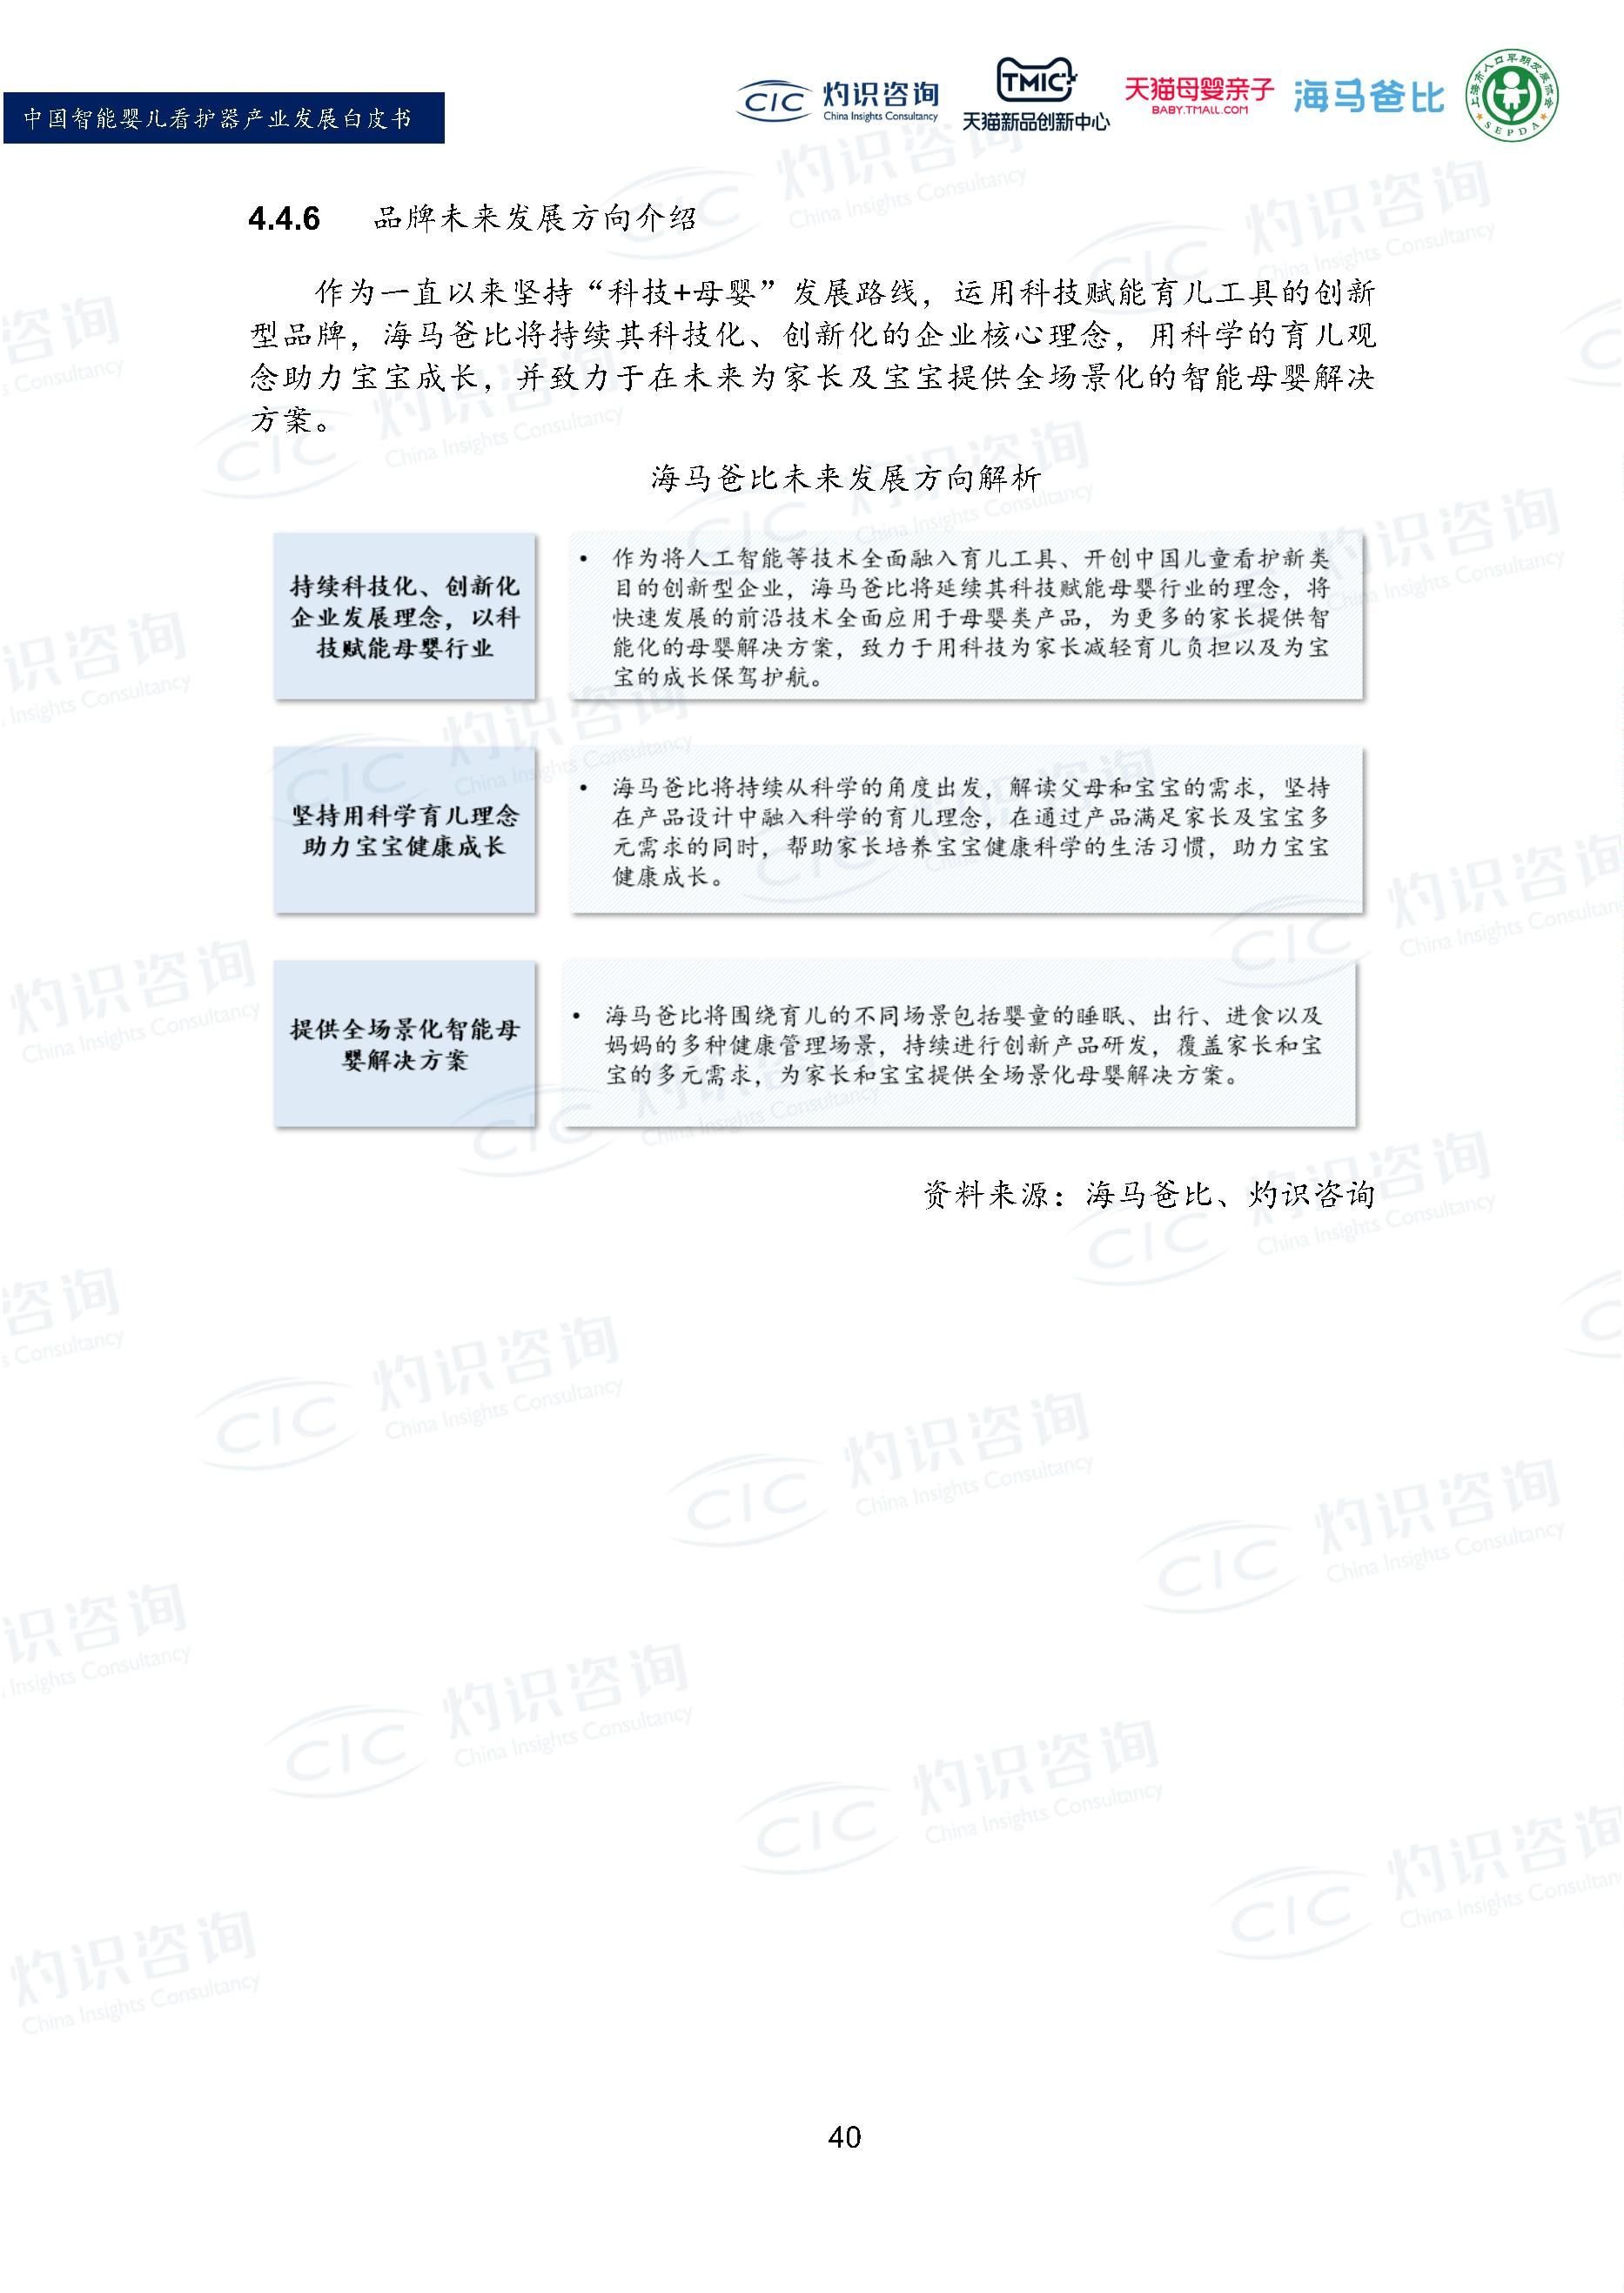 中国智能婴儿看护器产业发展白皮书
CIC 灼识咨询
China Insights Consultancy
TMIC
天猫新品创新中心
天猫母婴亲子
BABY.TMALL.COM
海马爸比
上海市人口早期发展协会
SEPDA
4.4.6 品牌未来发展方向介绍
作为一直以来坚持“科技+母婴”发展路线，运用科技赋能育儿工具的创新
型品牌，海马爸比将持续其科技化、创新化的企业核心理念，用科学的育儿观
念助力宝宝成长，并致力于在未来为家长及宝宝提供全场景化的智能母婴解决
方案。
海马爸比未来发展方向解析
持续科技化、创新化
企业发展理念，以科
技赋能母婴行业
• 作为将人工智能等技术全面融入育儿工具、开创中国儿童看护新类
目的创新型企业，海马爸比将延续其科技赋能母婴行业的理念，将
快速发展的前沿技术全面应用于母婴类产品，为更多的家长提供智
能化的母婴解决方案，致力于用科技为家长减轻育儿负担以及为宝
宝的成长保驾护航。
坚持用科学育儿理念
助力宝宝健康成长
• 海马爸比将持续从科学的角度出发，解读父母和宝宝的需求，坚持
在产品设计中融入科学的育儿理念，在通过产品满足家长及宝宝多
元需求的同时，帮助家长培养宝宝健康科学的生活习惯，助力宝宝
健康成长。
提供全场景化智能母
婴解决方案
• 海马爸比将围绕育儿的不同场景包括婴童的睡眠、出行、进食以及
妈妈的多种健康管理场景，持续进行创新产品研发，覆盖家长和宝
宝的多元需求，为家长和宝宝提供全场景化母婴解决方案。
资料来源：海马爸比、灼识咨询
40